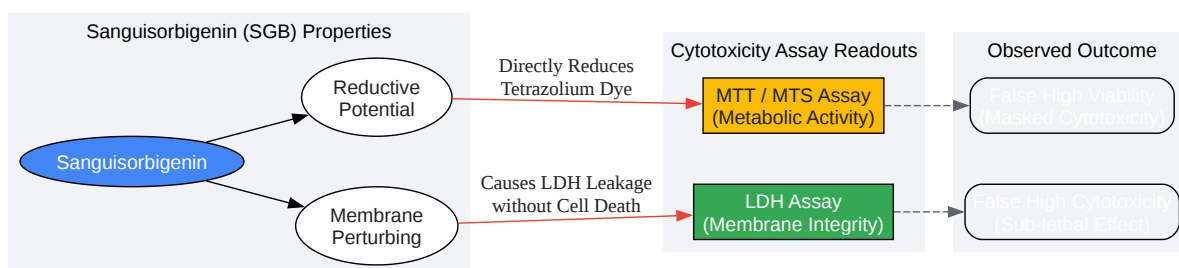 Sanguisorbigenin (SGB) Properties
Sanguisorbigenin
Reductive
Potential
Membrane
Perturbing
Directly Reduces
Tetrazolium Dye
Causes LDH Leakage
without Cell Death
Cytotoxicity Assay Readouts
MTT / MTS Assay
(Metabolic Activity)
LDH Assay
(Membrane Integrity)
Observed Outcome
False High Viability
(Masked Cytotoxicity)
False High Cytotoxicity
(Sub-lethal Effect)